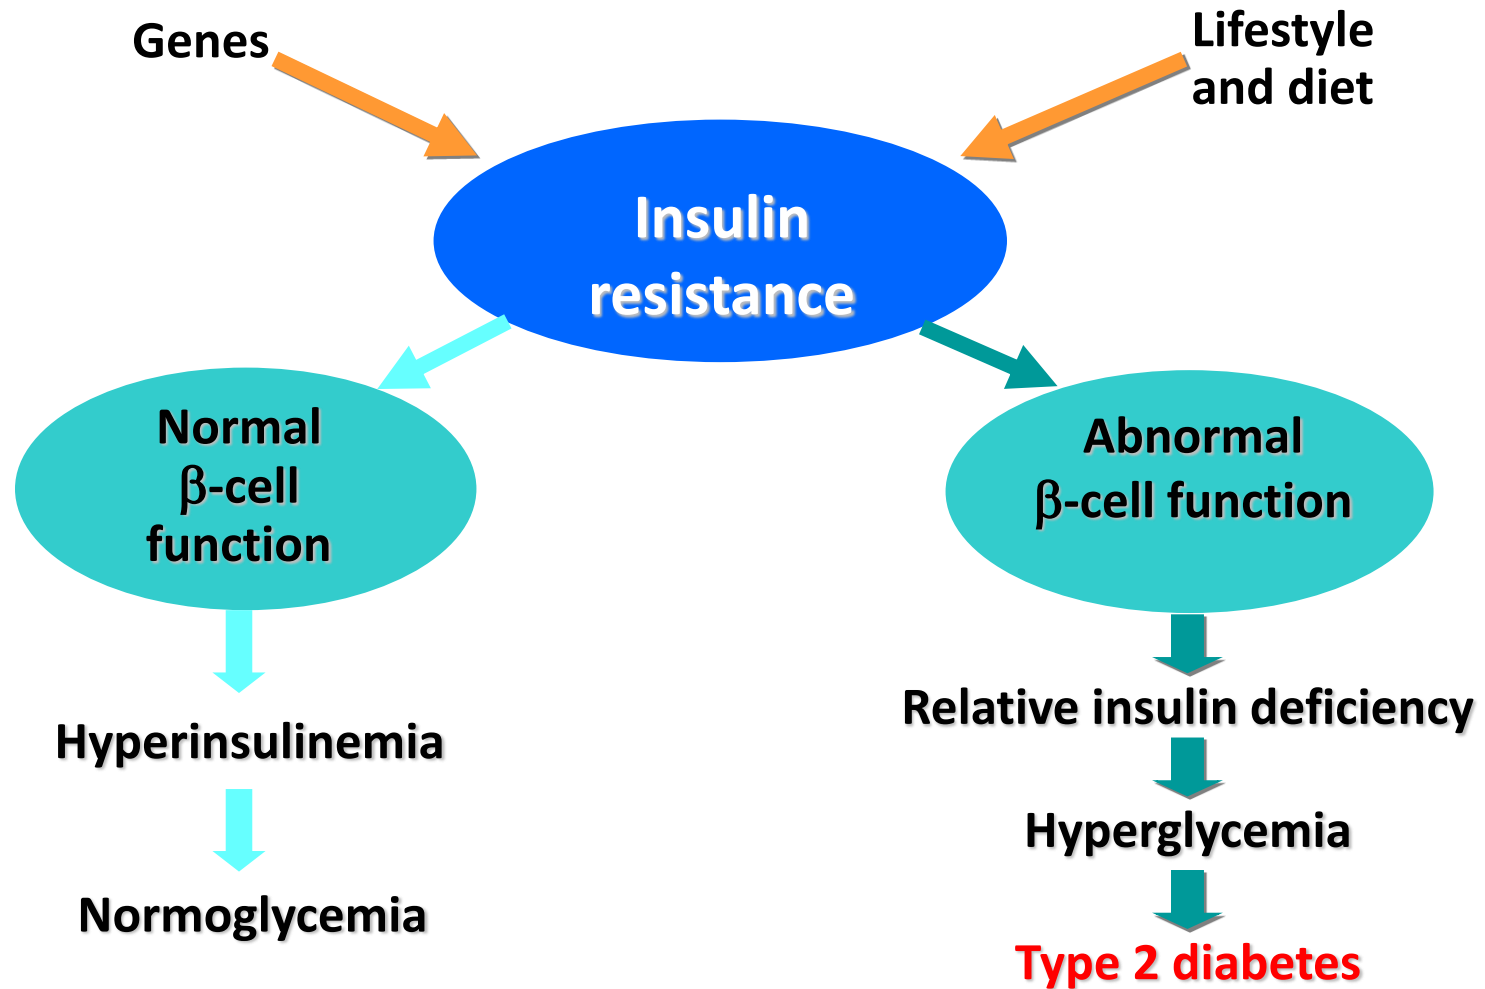 Genes
Lifestyle
and diet
Insulin
resistance
Normal
β-cell
function
Abnormal
β-cell function
Hyperinsulinemia
Normoglycemia
Relative insulin deficiency
Hyperglycemia
Type 2 diabetes